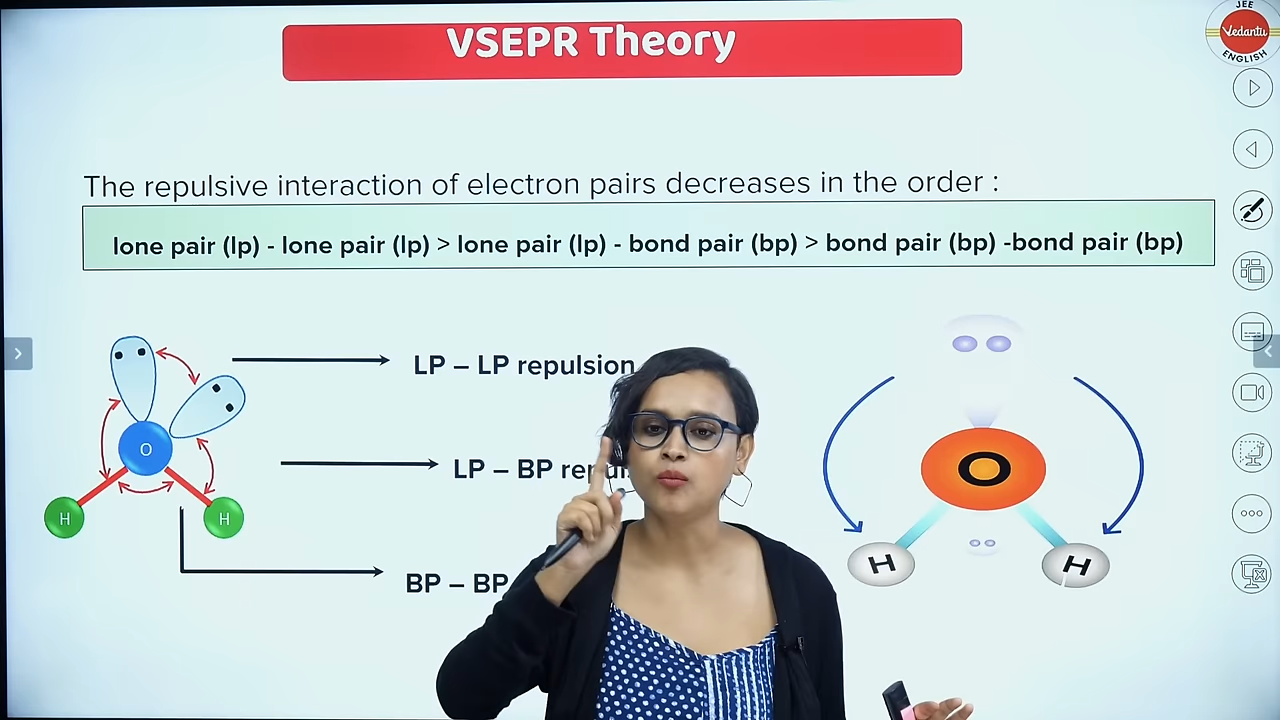 VSEPR Theory
JEE
Vedantu
ENGLISH
The repulsive interaction of electron pairs decreases in the order :
lone pair (lp) - lone pair (lp) > lone pair (lp) - bond pair (bp) > bond pair (bp) -bond pair (bp)
LP – LP repulsion
O
LP – BP
O
H
H
H
H
BP – BP